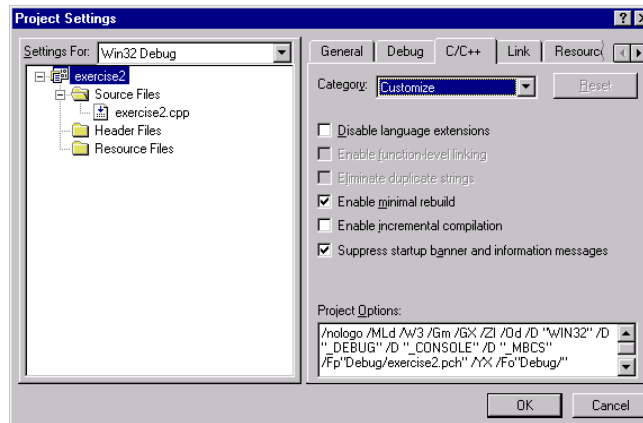 Project Settings
Settings For: Win32 Debug
exercise2
Source Files
exercise2.cpp
Header Files
Resource Files
General Debug C/C++ Link Resourc
Category: Customize Reset
Disable language extensions
Enable function-level linking
Eliminate duplicate strings
Enable minimal rebuild
Enable incremental compilation
Suppress startup banner and information messages
Project Options:
/nologo /MLd /W3 /Gm /GX /ZI /Od /D "WIN32" /D
"_DEBUG" /D "_CONSOLE" /D "_MBCS"
/Fp"Debug/exercise2.pch" /YX /Fo"Debug/"
OK Cancel